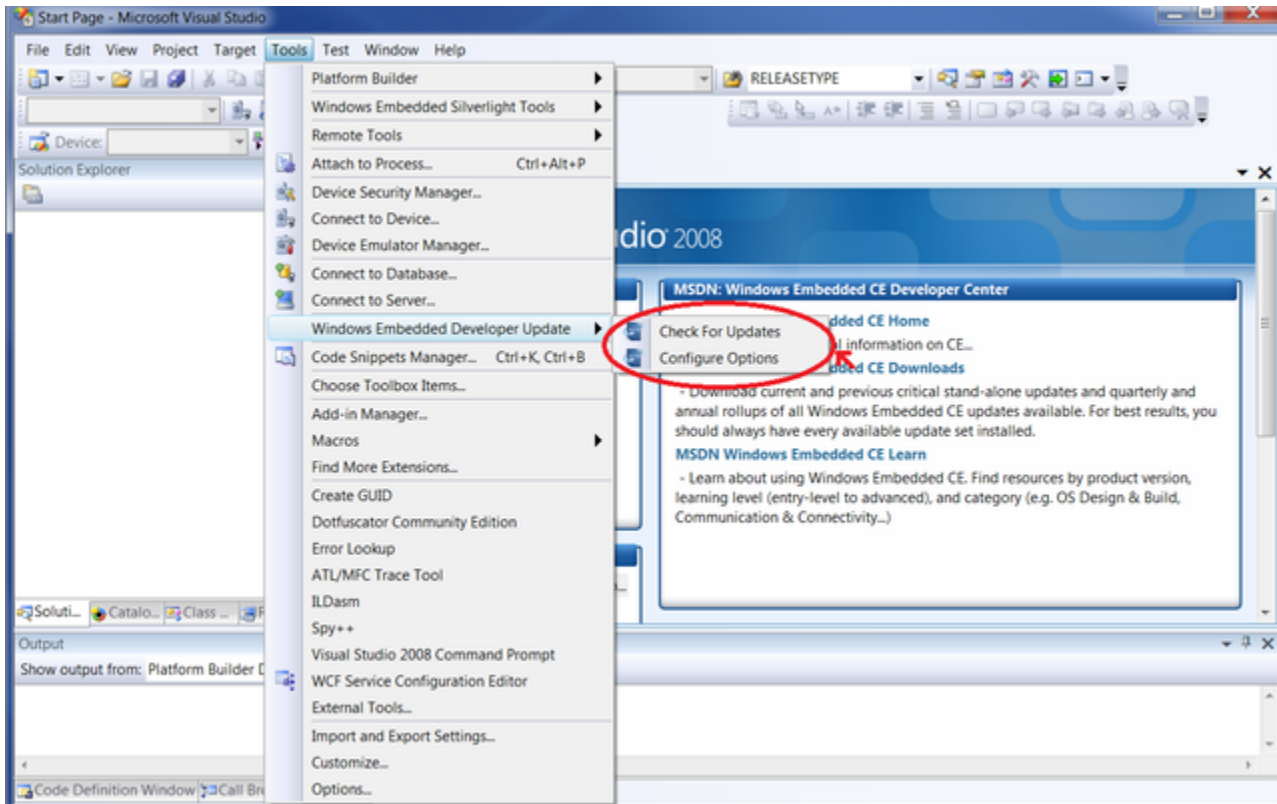 Start Page - Microsoft Visual Studio
File Edit View Project Target Tools Test Window Help
RELEASETYPE
Device:
Solution Explorer
Platform Builder
Windows Embedded Silverlight Tools
Remote Tools
Attach to Process... Ctrl+Alt+P
Device Security Manager...
Connect to Device...
Device Emulator Manager...
Connect to Database...
Connect to Server...
Windows Embedded Developer Update
Code Snippets Manager... Ctrl+K, Ctrl+B
Choose Toolbox Items...
Add-in Manager...
Macros
Find More Extensions...
Create GUID
Dotfuscator Community Edition
Error Lookup
ATL/MFC Trace Tool
ILDasm
Spy++
Visual Studio 2008 Command Prompt
WCF Service Configuration Editor
External Tools...
Import and Export Settings...
Customize...
Options...
Check For Updates
Configure Options
dio 2008
MSDN: Windows Embedded CE Developer Center
dded CE Home
l information on CE...
dded CE Downloads
- Download current and previous critical stand-alone updates and quarterly and
annual rollups of all Windows Embedded CE updates available. For best results, you
should always have every available update set installed.
MSDN Windows Embedded CE Learn
- Learn about using Windows Embedded CE. Find resources by product version,
learning level (entry-level to advanced), and category (e.g. OS Design & Build,
Communication & Connectivity...)
Soluti... Catalo... Class ...
Output
Show output from: Platform Builder
Code Definition Window Call Br